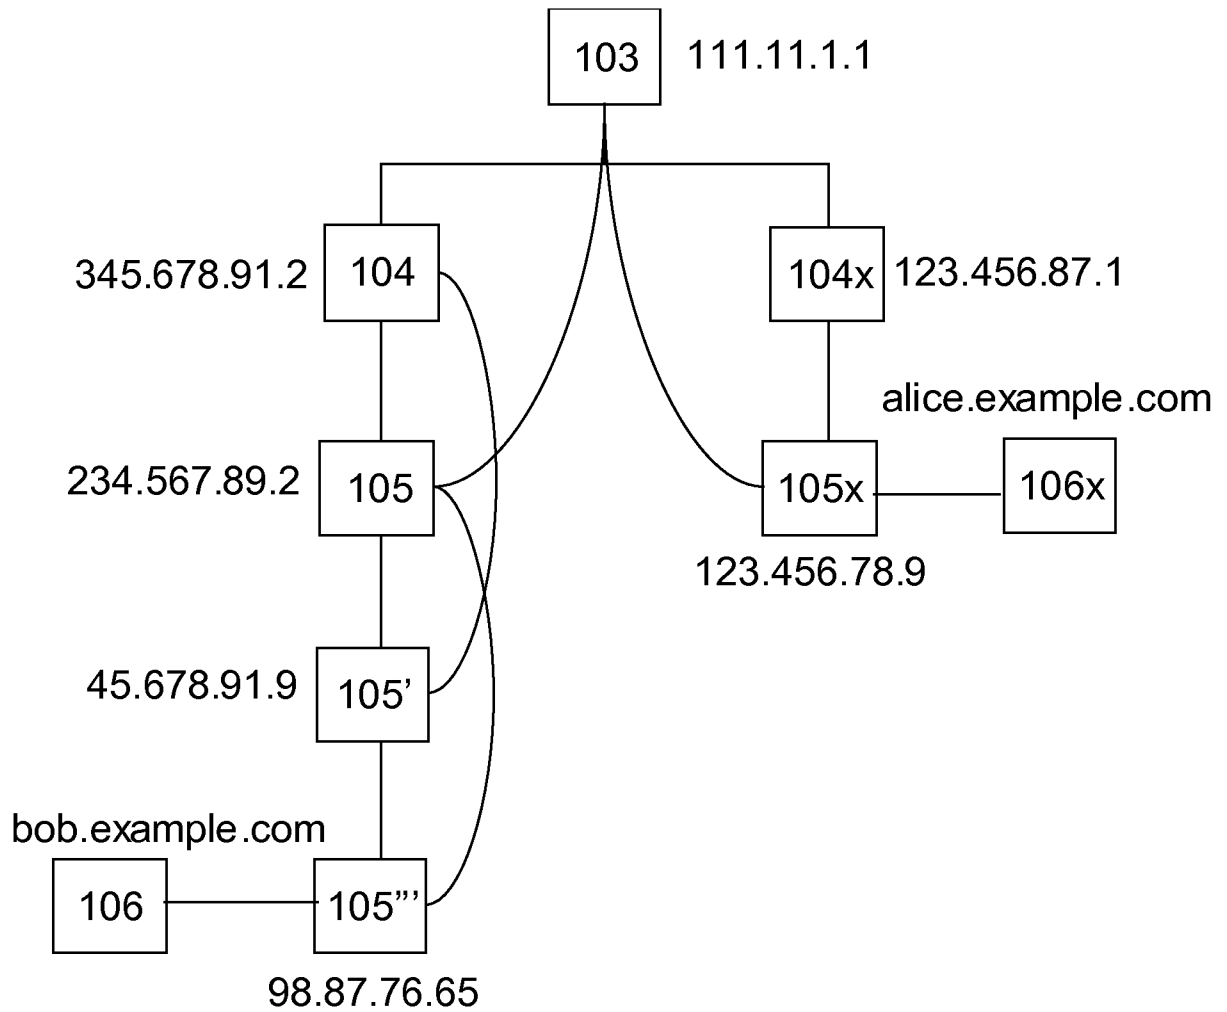 103 111.11.1.1
345.678.91.2 104 104x 123.456.87.1
alice.example.com
234.567.89.2 105 105x 106x
123.456.78.9
45.678.91.9 105’
bob.example.com
106 105”’
98.87.76.65